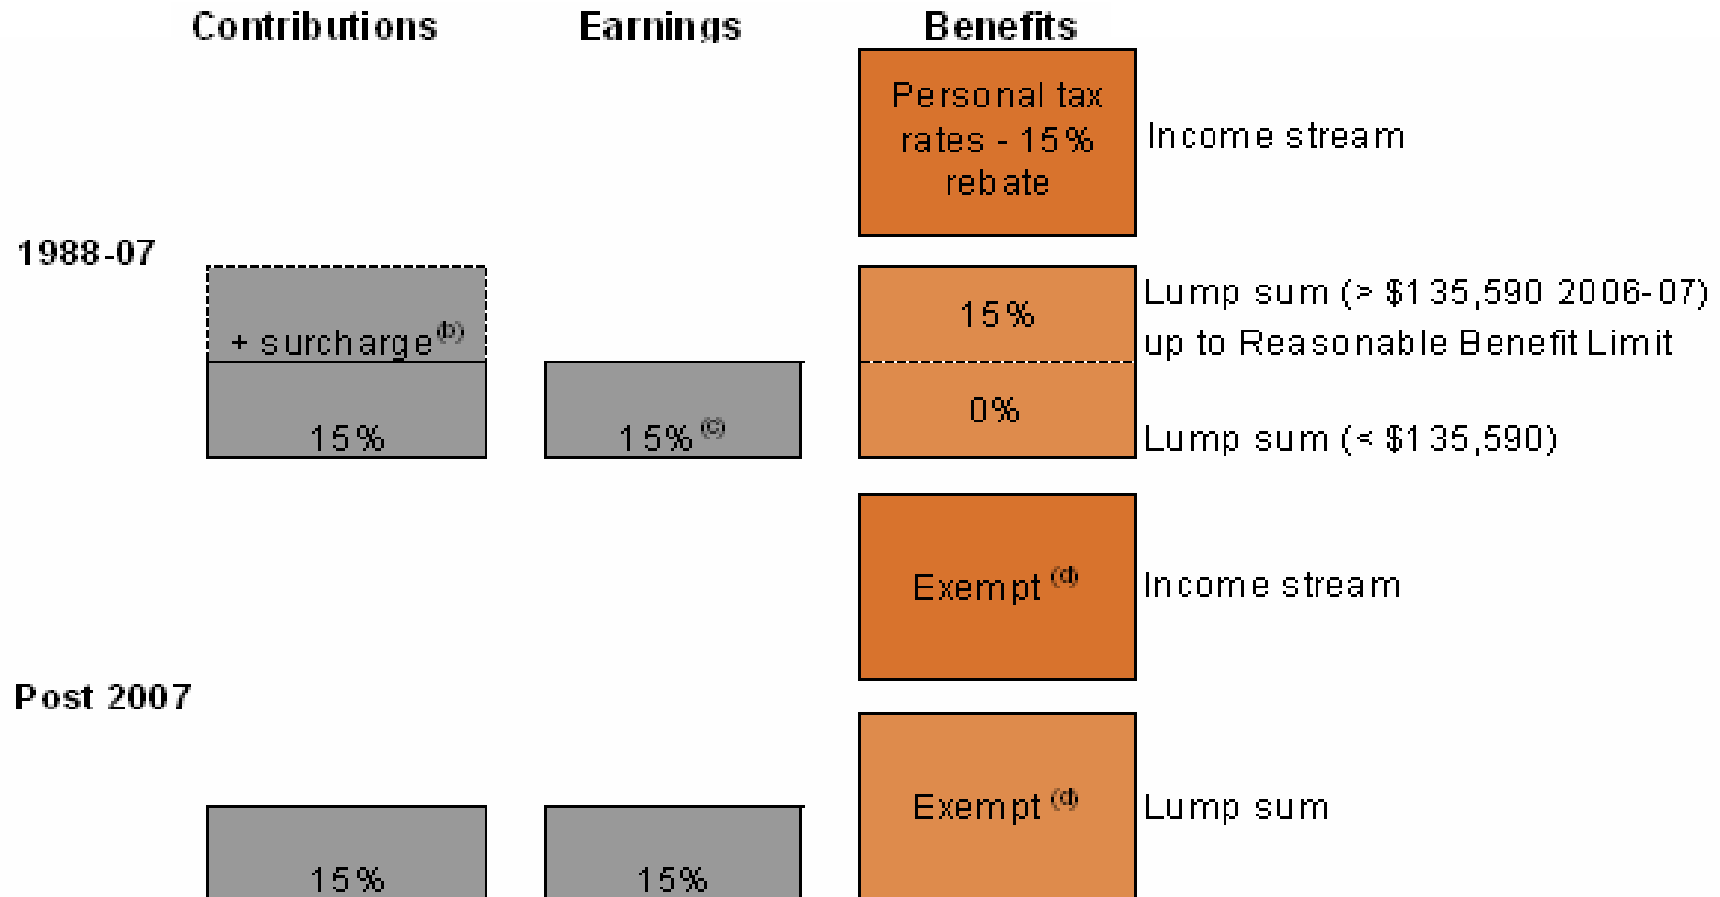 Contributions Earnings Benefits
Personal tax
rates - 15%
rebate
Income stream
1988-07
+ surcharge (b)
15%
15% (c)
15%
0%
Lump sum (> $135,590 2006-07)
up to Reasonable Benefit Limit
Lump sum (< $135,590)
Exempt (d)
Income stream
Post 2007
15%
15%
Exempt (d)
Lump sum